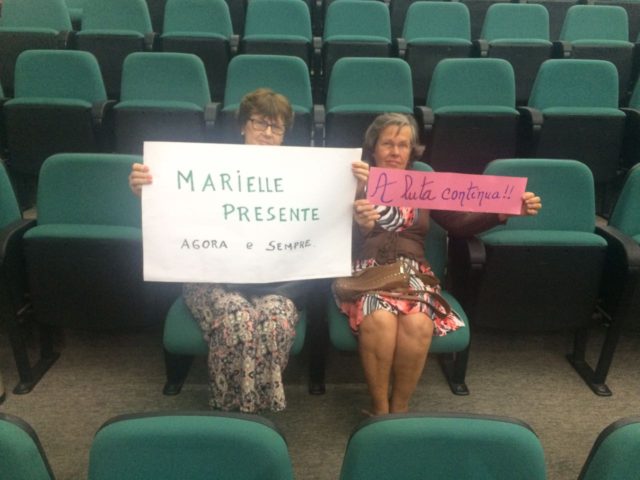 MARIELLE
PRESENTE
AGORA e SEMPRE.
A luta continua!!